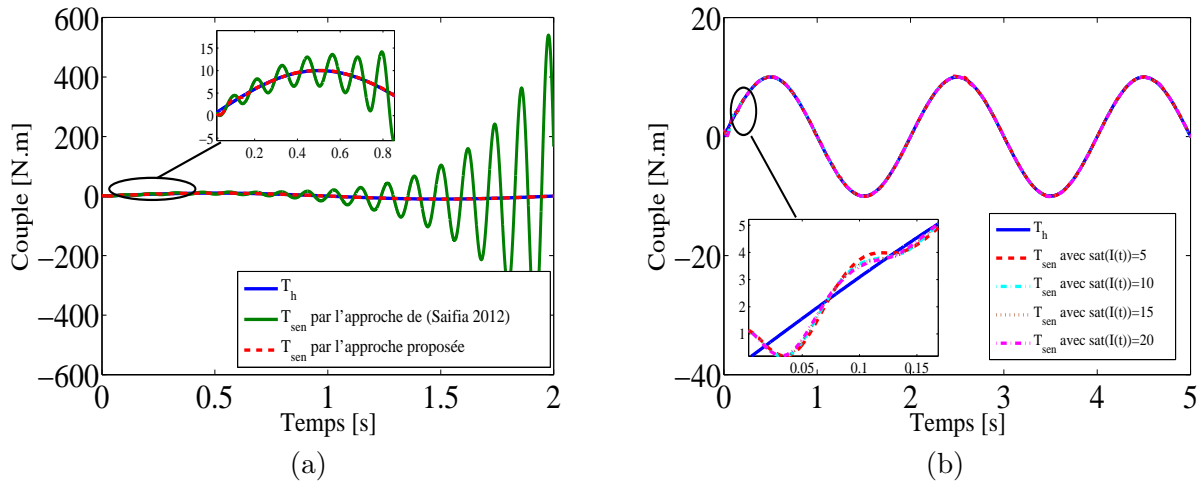 600
400
200
0
−200
−400
−600
0
0.5
1
1.5
2
Couple [N.m]
Temps [s]
15
10
5
0
−5
0.2
0.4
0.6
0.8
T_h
T_sen par l'approche de (Saifia 2012)
T_sen par l'approche proposée
(a)
20
0
−20
−40
0
1
2
3
4
5
Couple [N.m]
Temps [s]
5
4
3
2
1
0.05
0.1
0.15
T_h
T_sen avec sat(I(t))=5
T_sen avec sat(I(t))=10
T_sen avec sat(I(t))=15
T_sen avec sat(I(t))=20
(b)